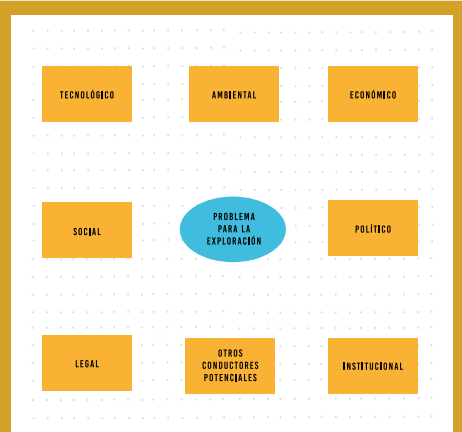 TECNOLÓGICO
AMBIENTAL
ECONÓMICO
SOCIAL
PROBLEMA
PARA LA
EXPLORACIÓN
POLÍTICO
LEGAL
OTROS
CONDUCTORES
POTENCIALES
INSTITUCIONAL